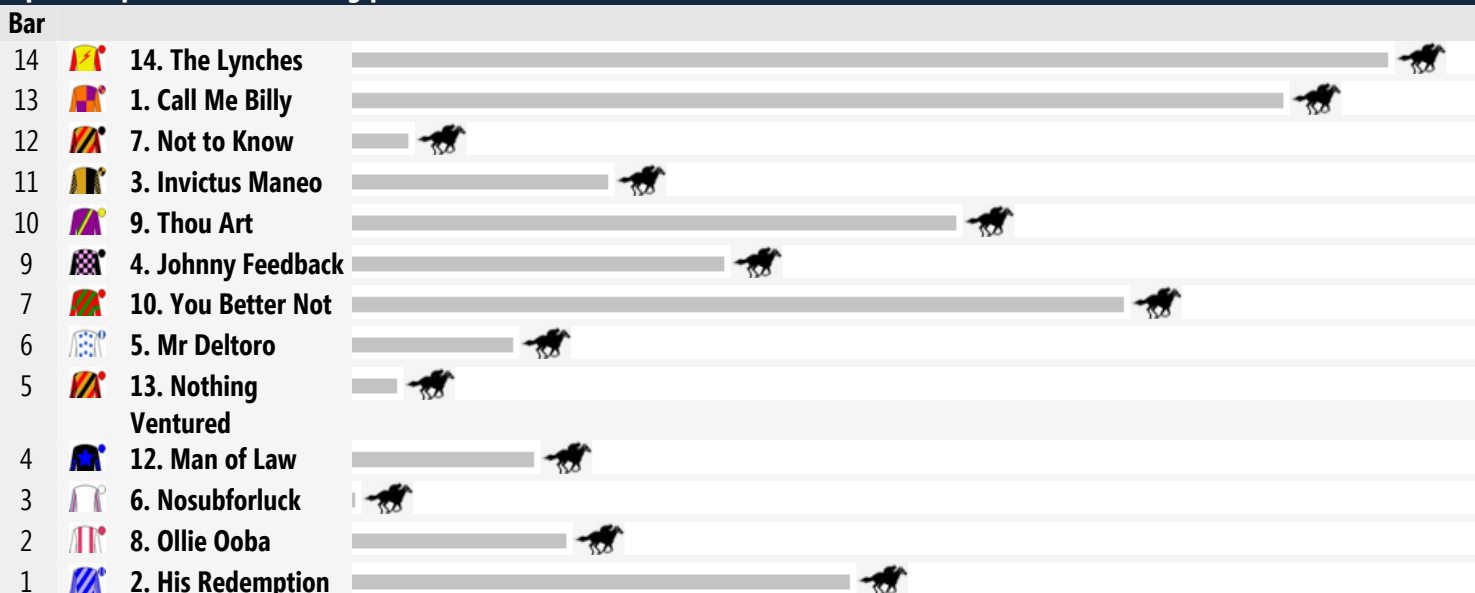 Bar
14 14. The Lynches
13 1. Call Me Billy
12 7. Not to Know
11 3. Invictus Maneo
10 9. Thou Art
9 4. Johnny Feedback
7 10. You Better Not
6 5. Mr Deltoro
5 13. Nothing
Ventured
4 12. Man of Law
3 6. Nosubforluck
2 8. Ollie Ooba
1 2. His Redemption